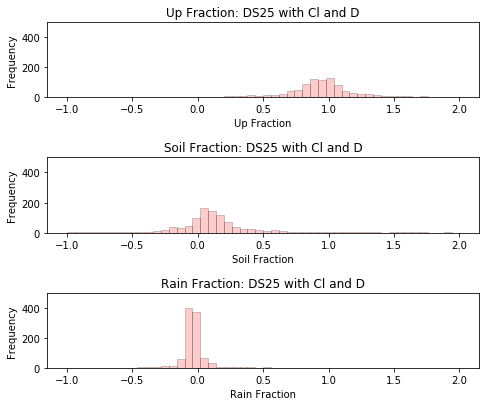 Up Fraction: DS25 with Cl and D
Frequency
400
200
0
−1.0 −0.5 0.0 0.5 1.0 1.5 2.0
Up Fraction
Soil Fraction: DS25 with Cl and D
Frequency
400
200
0
−1.0 −0.5 0.0 0.5 1.0 1.5 2.0
Soil Fraction
Rain Fraction: DS25 with Cl and D
Frequency
400
200
0
−1.0 −0.5 0.0 0.5 1.0 1.5 2.0
Rain Fraction